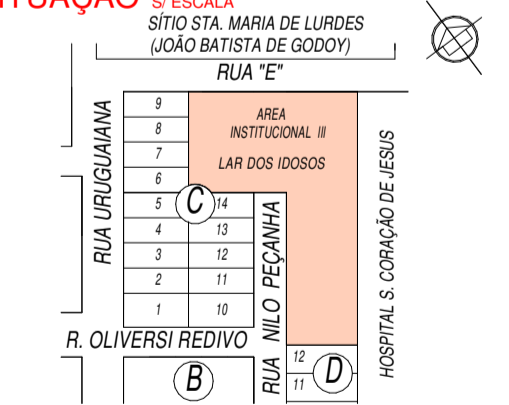 ITUAÇÃO S/ ESCALA
SÍTIO STA. MARIA DE LURDES
(JOÃO BATISTA DE GODOY)
RUA "E"
RUA URUGUAIANA
9
8
7
6
5
4
3
2
1
C
14
13
12
11
10
AREA
INSTITUCIONAL III
LAR DOS IDOSOS
RUA NILO PEÇANHA
HOSPITAL S. CORAÇÃO DE JESUS
R. OLIVERSI REDIVO
B
12
11
D